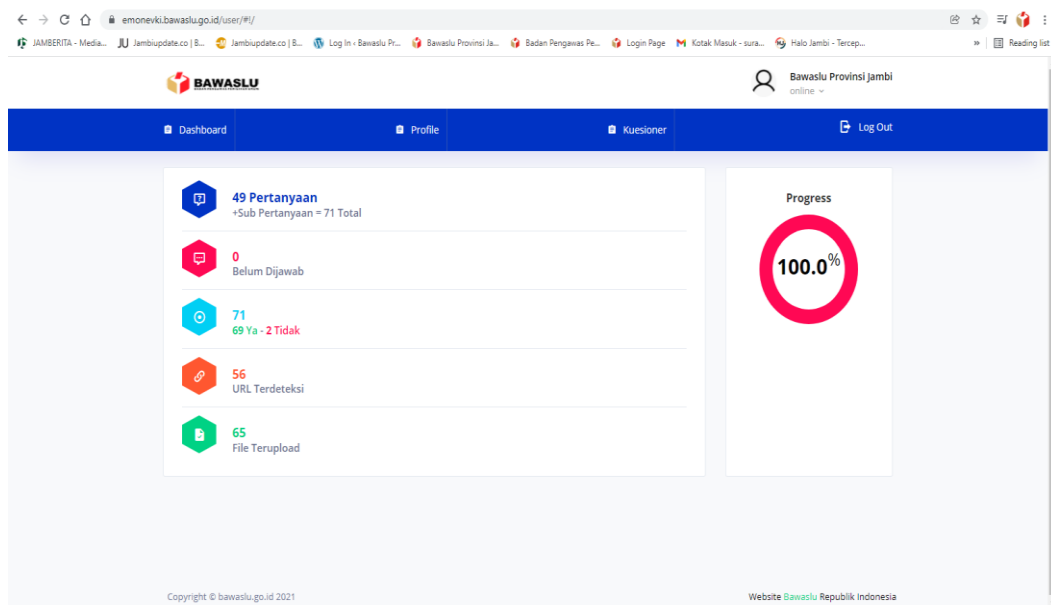 emonevki.bawaslu.go.id/user/#!/
JAMBERITA - Media... JU Jambiupdate.co | B... Jambiupdate.co | B... Log In ‹ Bawaslu Pr... Bawaslu Provinsi Ja... Badan Pengawas Pe... Login Page Kotak Masuk - sura... Halo Jambi - Tercep... » Reading list
BAWASLU
Bawaslu Provinsi Jambi
online
Dashboard Profile Kuesioner Log Out
49 Pertanyaan
+Sub Pertanyaan = 71 Total
0
Belum Dijawab
71
69 Ya - 2 Tidak
56
URL Terdeteksi
65
File Terupload
Progress
100.0%
Copyright © bawaslu.go.id 2021
Website Bawaslu Republik Indonesia